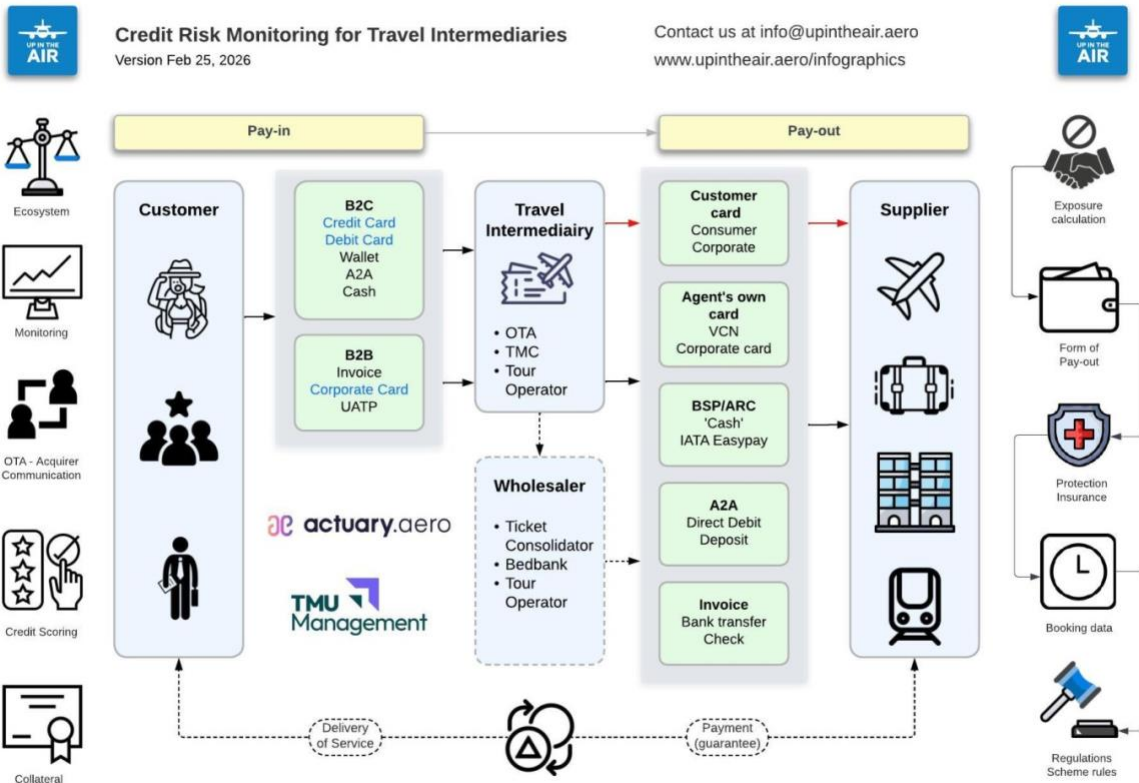 UP IN THE
AIR
Credit Risk Monitoring for Travel Intermediaries
Version Feb 25, 2026
Contact us at info@upintheair.aero
www.upintheair.aero/infographics
UP IN THE
AIR
Pay-in
Pay-out
Ecosystem
Monitoring
OTA - Acquirer
Communication
Credit Scoring
Collateral
Customer
B2C
Credit Card
Debit Card
Wallet
A2A
Cash
B2B
Invoice
Corporate Card
UATP
actuary.aero
TMU
Management
Travel
Intermediairy
• OTA
• TMC
• Tour
Operator
Wholesaler
• Ticket
Consolidator
• Bedbank
• Tour
Operator
Customer
card
Consumer
Corporate
Agent's own
card
VCN
Corporate card
BSP/ARC
'Cash'
IATA Easypay
A2A
Direct Debit
Deposit
Invoice
Bank transfer
Check
Supplier
Delivery
of Service
Payment
(guarantee)
Exposure
calculation
Form of
Pay-out
Protection
Insurance
Booking data
Regulations
Scheme rules